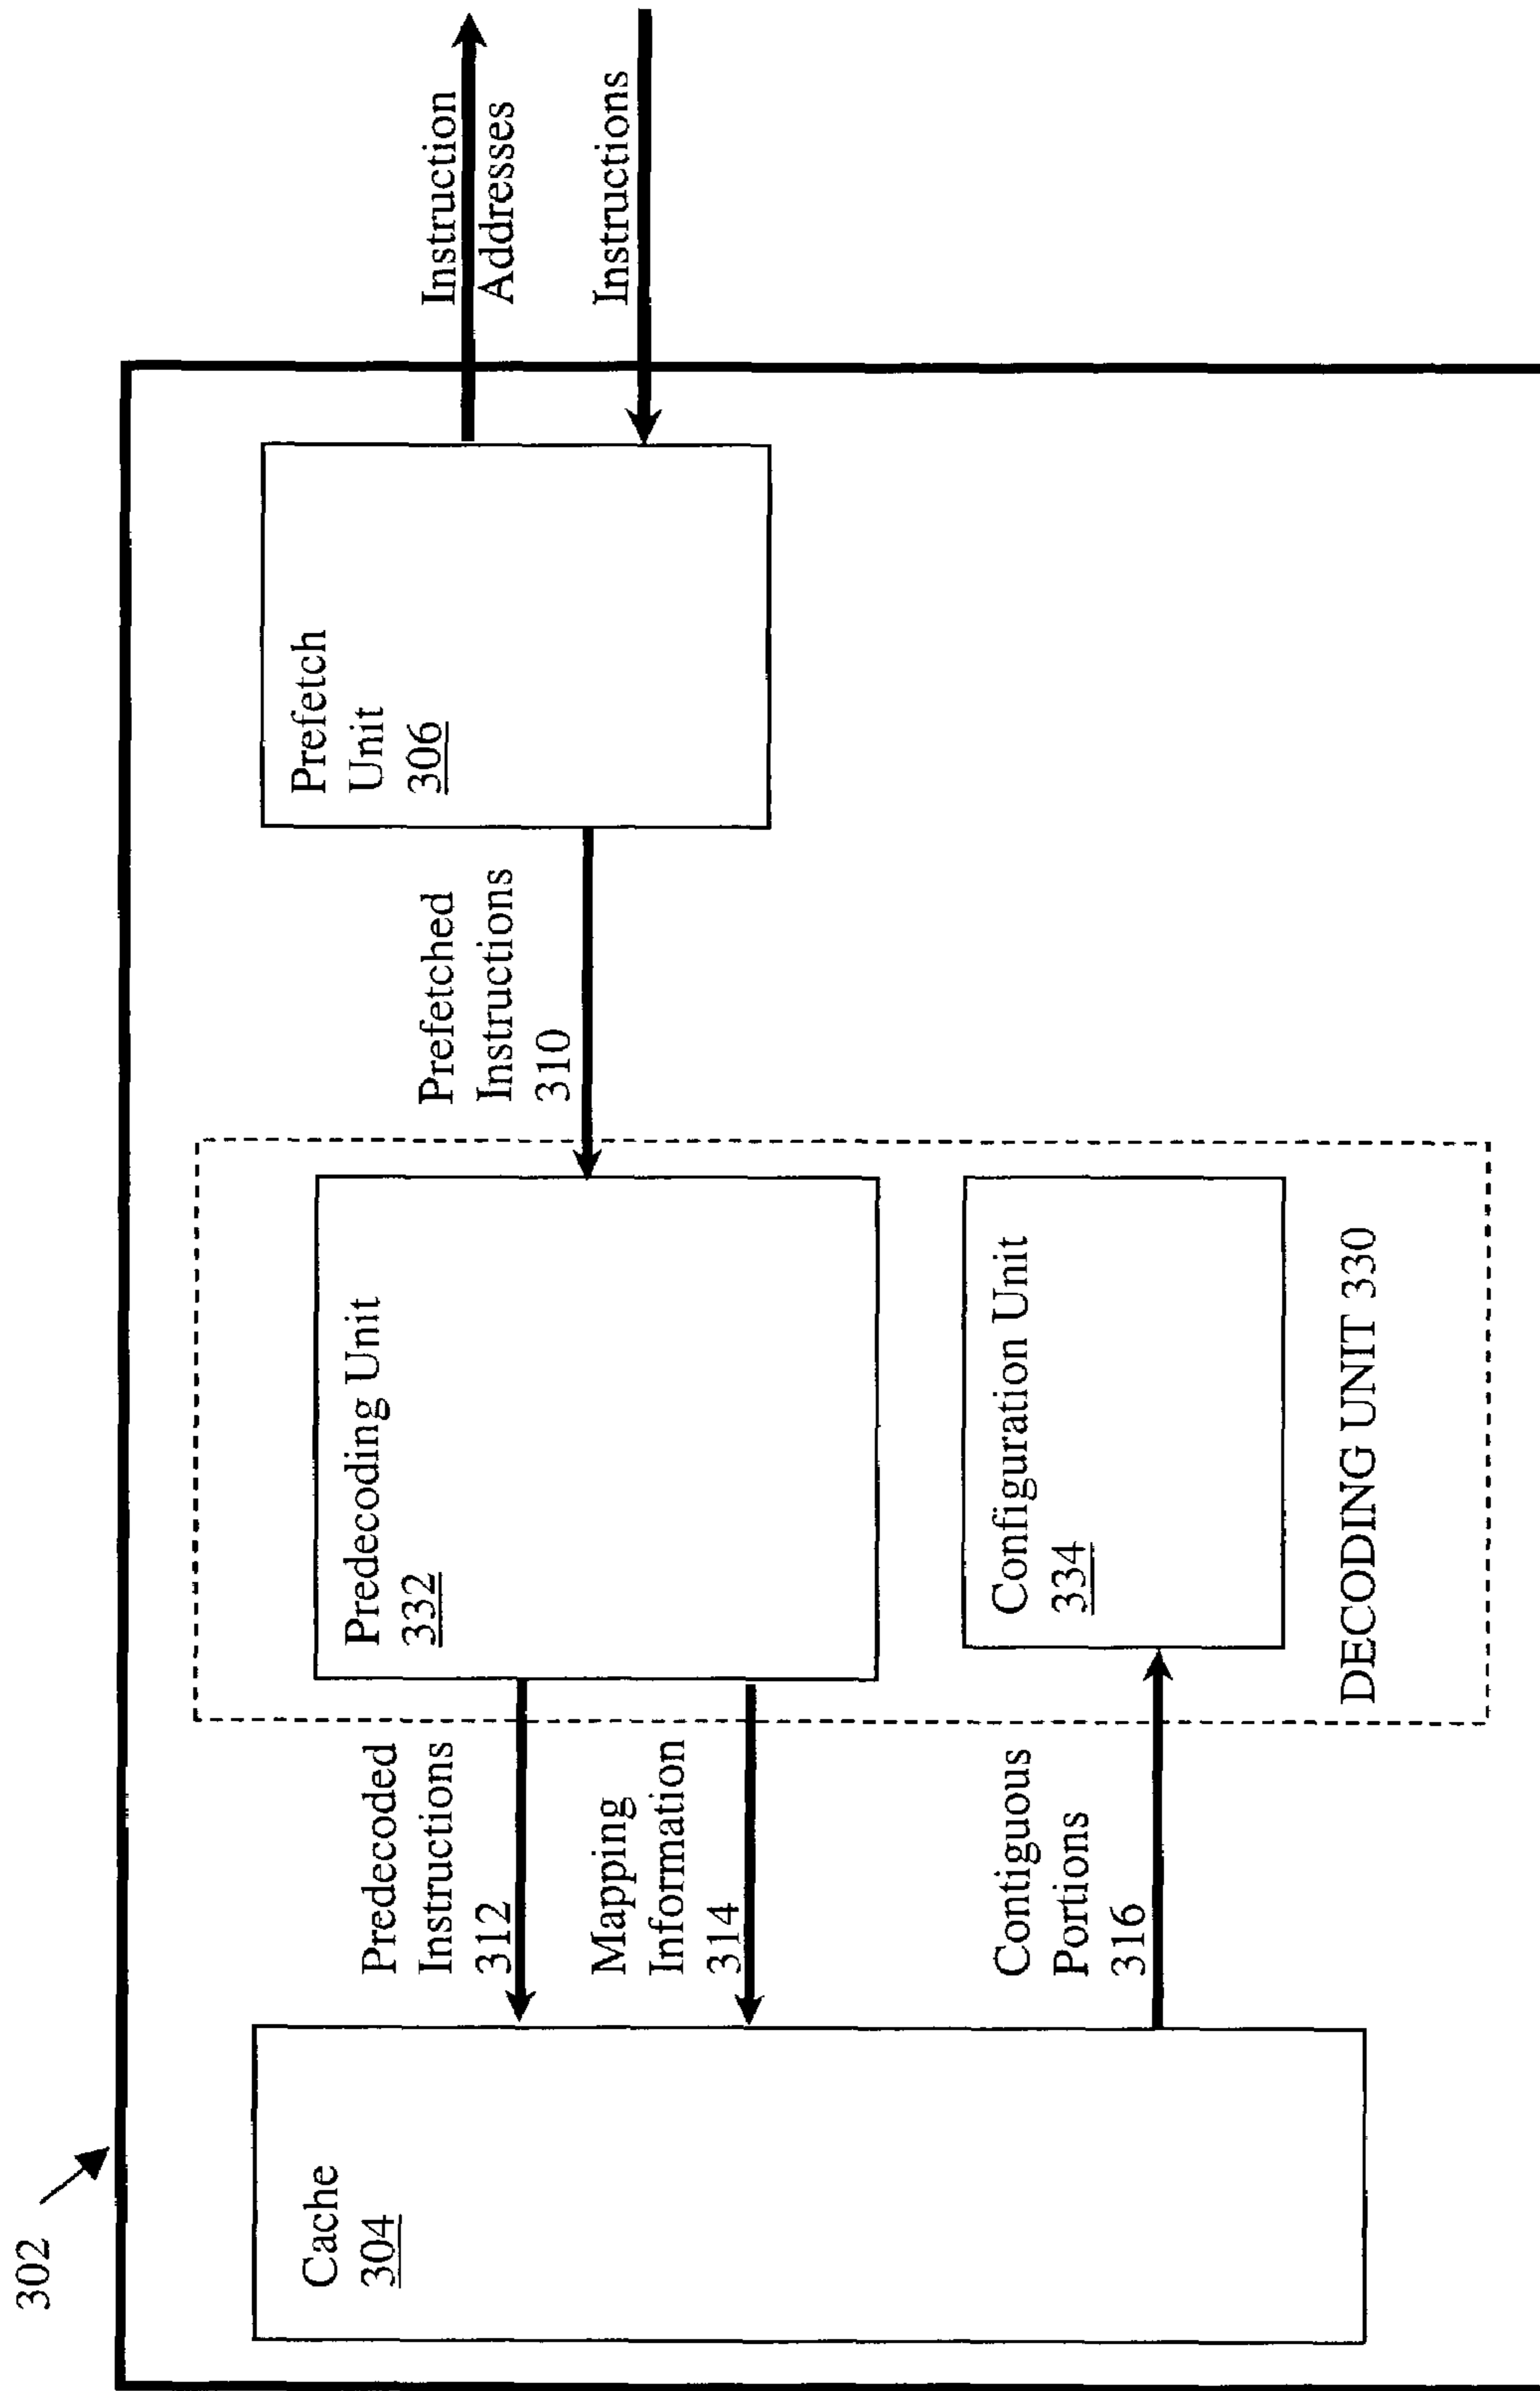 302
Cache
304
Predecoded
Instructions
312
Mapping
Information
314
Contiguous
Portions
316
Predecoding Unit
332
Configuration Unit
334
DECODING UNIT 330
Prefetched
Instructions
310
Prefetch
Unit
306
Instruction
Addresses
Instructions